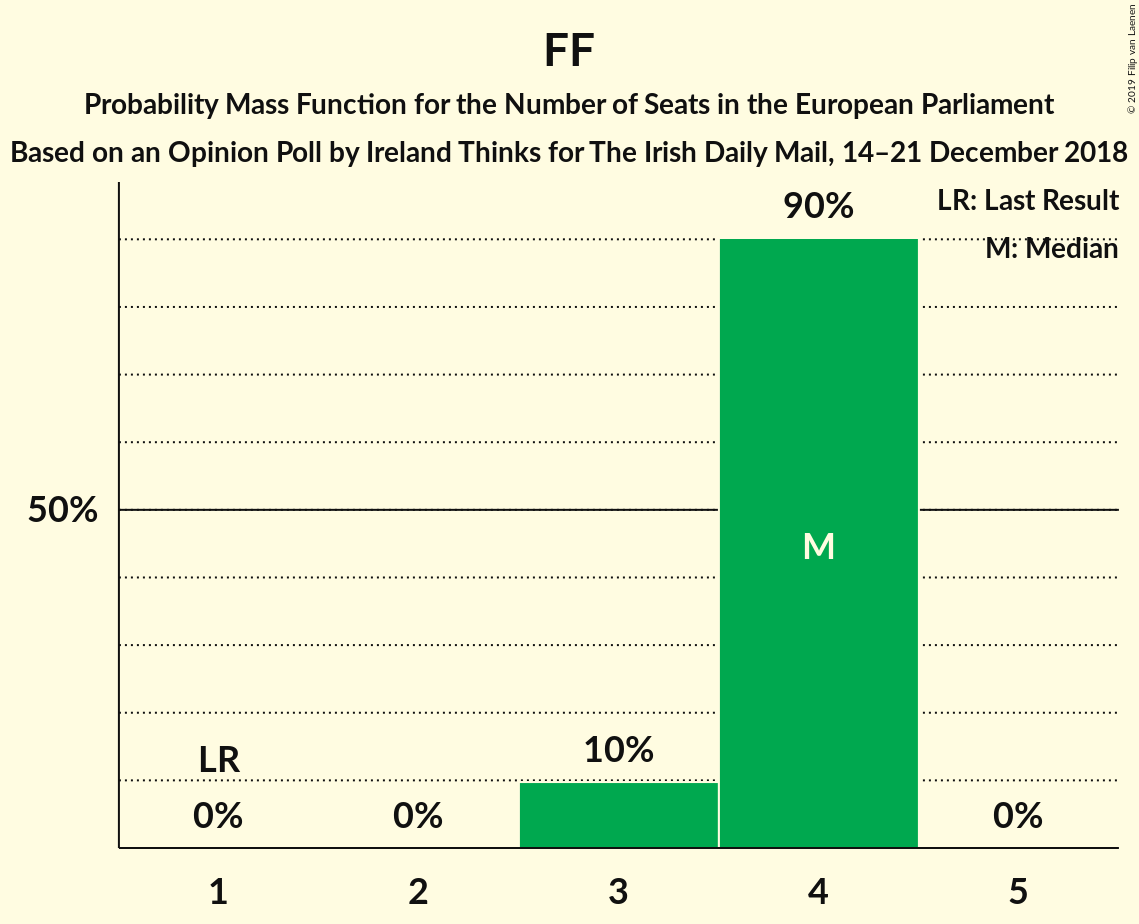 FF
Probability Mass Function for the Number of Seats in the European Parliament
Based on an Opinion Poll by Ireland Thinks for The Irish Daily Mail, 14–21 December 2018
© 2019 Filip van Laenen
LR: Last Result
M: Median
90%
50%
M
LR
10%
0%
0%
0%
1
2
3
4
5